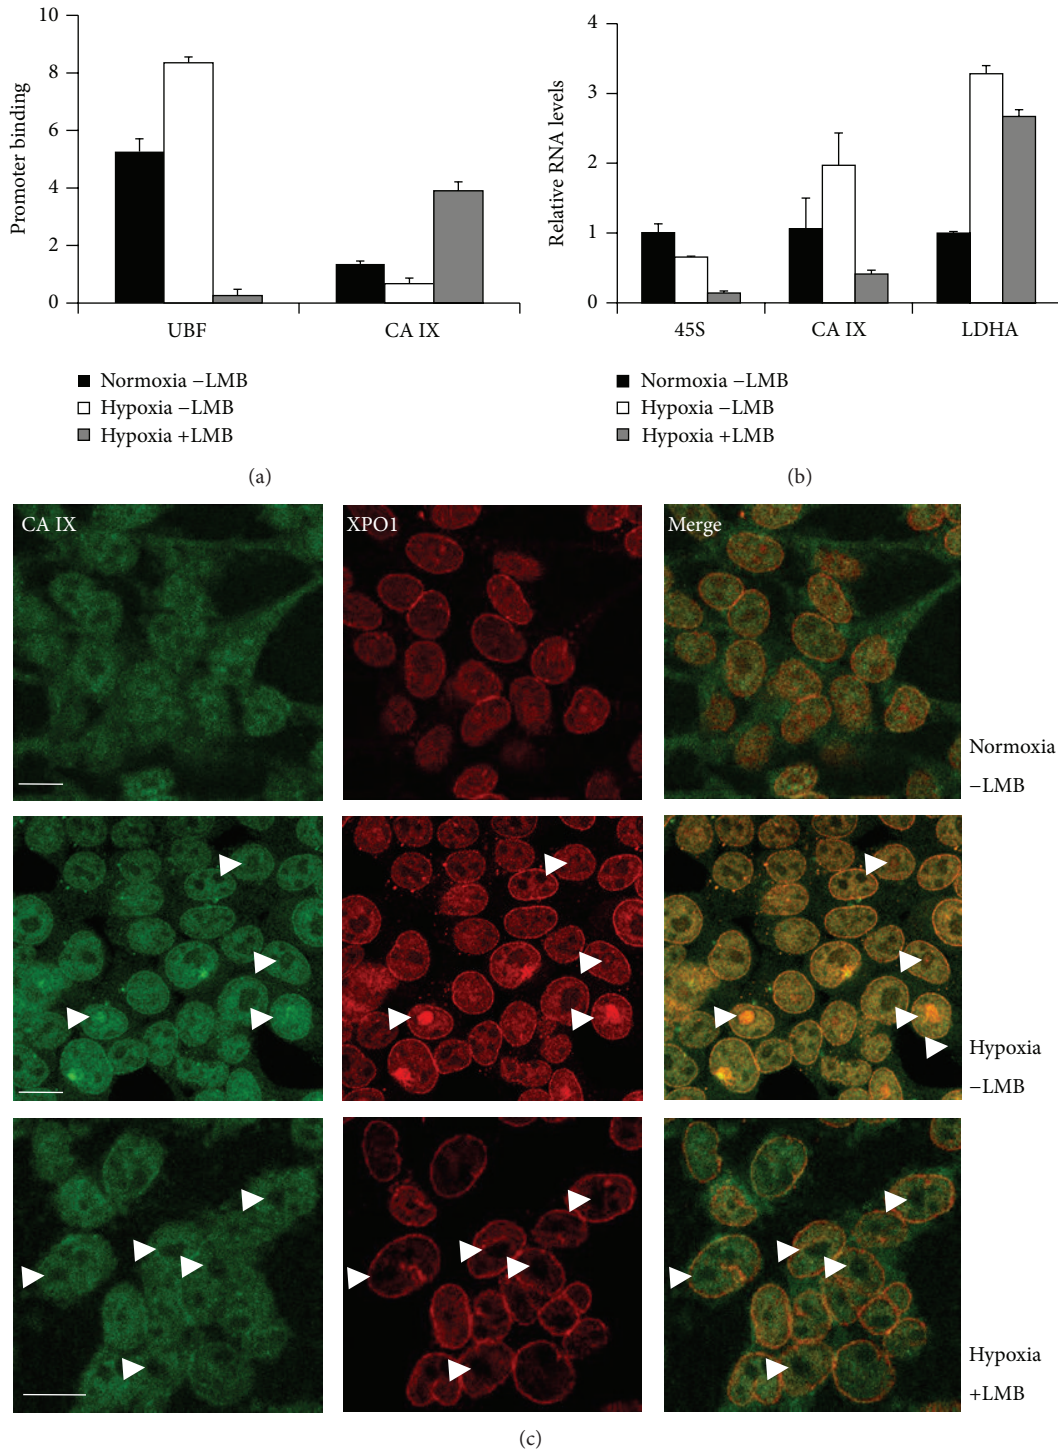 Promoter binding
10
8
6
4
2
0
UBF CA IX
Normoxia −LMB
Hypoxia −LMB
Hypoxia +LMB
(a)
Relative RNA levels
4
3
2
1
0
45S CA IX LDHA
Normoxia −LMB
Hypoxia −LMB
Hypoxia +LMB
(b)
CA IX XPO1 Merge
Normoxia
−LMB
Hypoxia
−LMB
Hypoxia
+LMB
(c)